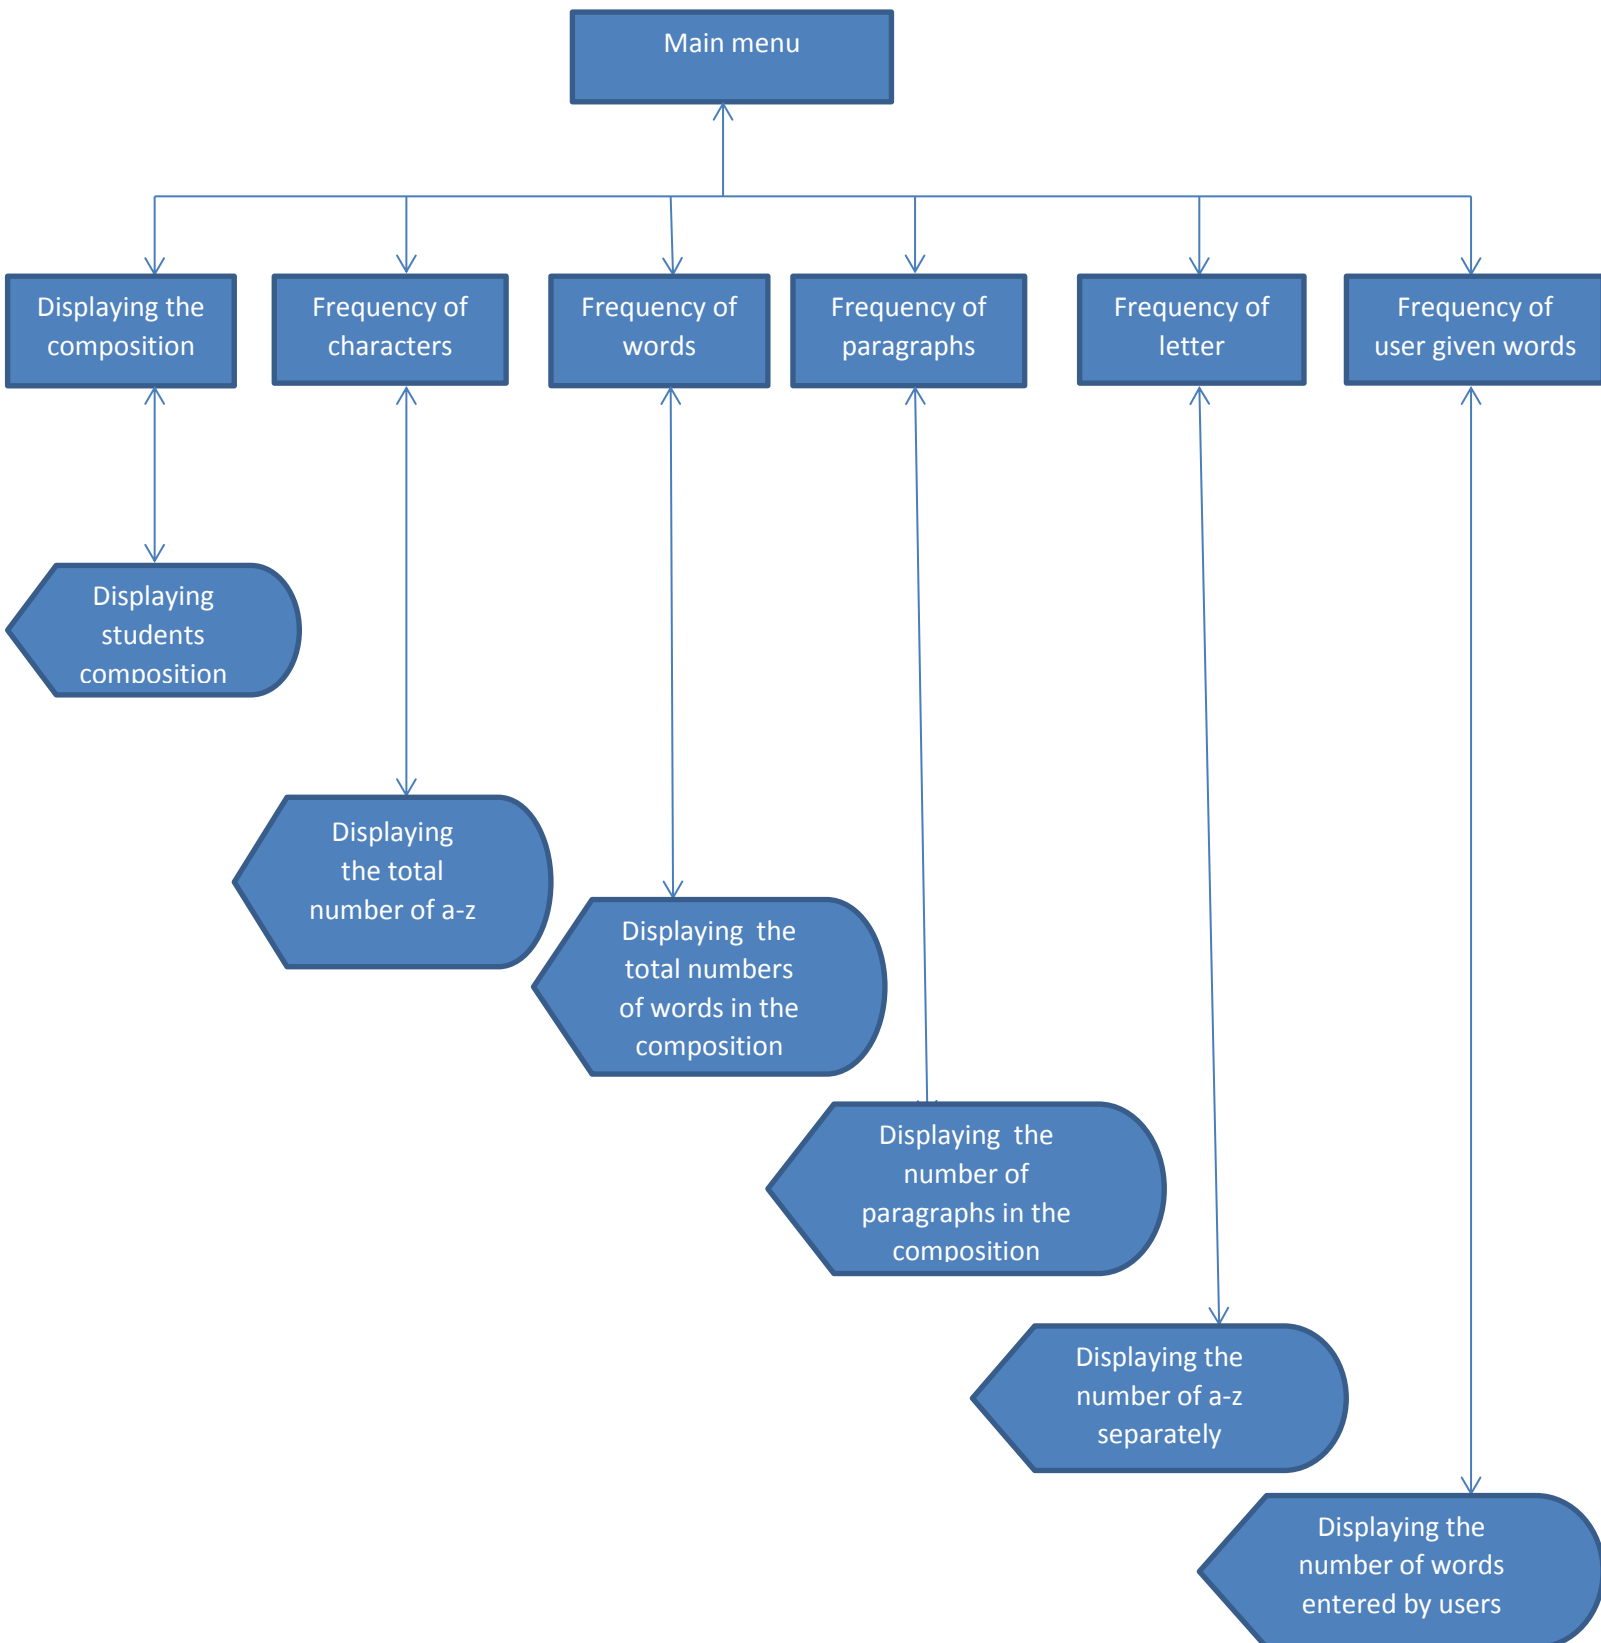 Main menu
Displaying the
composition
Frequency of
characters
Frequency of
words
Frequency of
paragraphs
Frequency of
letter
Frequency of
user given words
Displaying
students
composition
Displaying
the total
number of a-z
Displaying  the
total numbers
of words in the
composition
Displaying  the
number of
paragraphs in the
composition
Displaying the
number of a-z
separately
Displaying the
number of words
entered by users